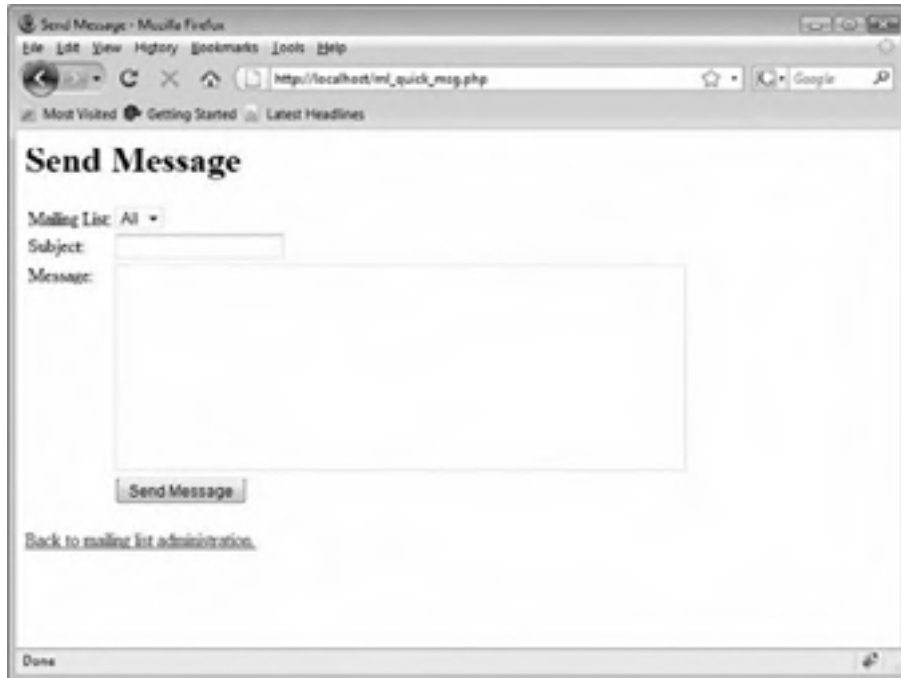 Send Message - Mozilla Firefox
File Edit View History Bookmarks Tools Help
http://localhost/ml_quick_msg.php
Google
Most Visited Getting Started Latest Headlines
Send Message
Mailing List: All
Subject:
Message:
Send Message
Back to mailing list administration.
Done